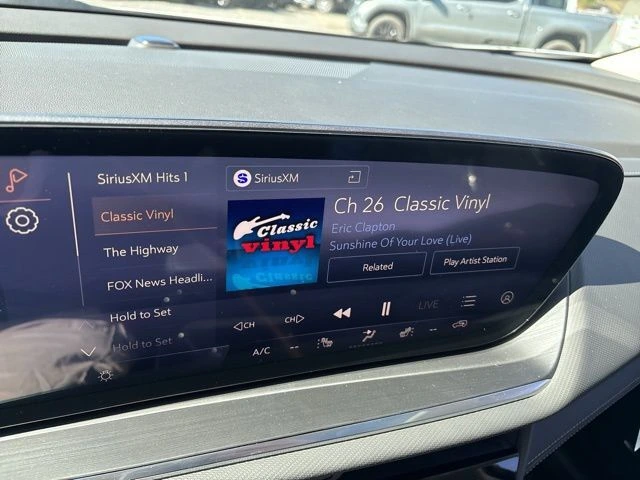 SiriusXM Hits 1
Classic Vinyl
The Highway
FOX News Headli...
Hold to Set
Hold to Set
SiriusXM
Classic
vinyl
Ch 26 Classic Vinyl
Eric Clapton
Sunshine Of Your Love (Live)
Related
Play Artist Station
CH
CH
LIVE
A/C
--
--